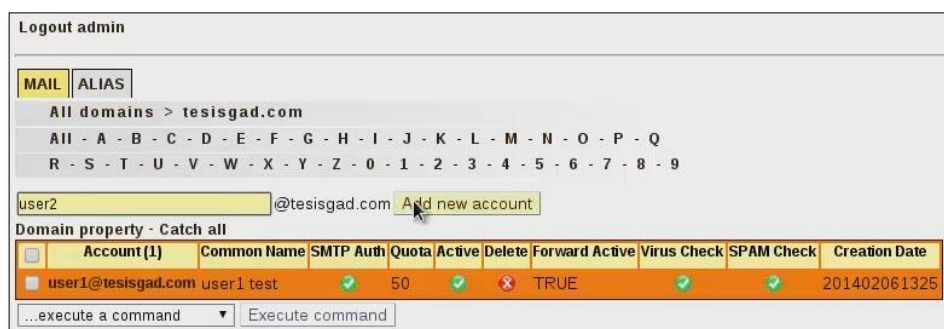 Logout admin
MAIL ALIAS
All domains > tesisgad.com
All - A - B - C - D - E - F - G - H - I - J - K - L - M - N - O - P - Q
R - S - T - U - V - W - X - Y - Z - 0 - 1 - 2 - 3 - 4 - 5 - 6 - 7 - 8 - 9
user2 @tesisgad.com Add new account
Domain property - Catch all
Account (1) Common Name SMTP Auth Quota Active Delete Forward Active Virus Check SPAM Check Creation Date
user1@tesisgad.com user1 test 50 TRUE 201402061325
...execute a command Execute command